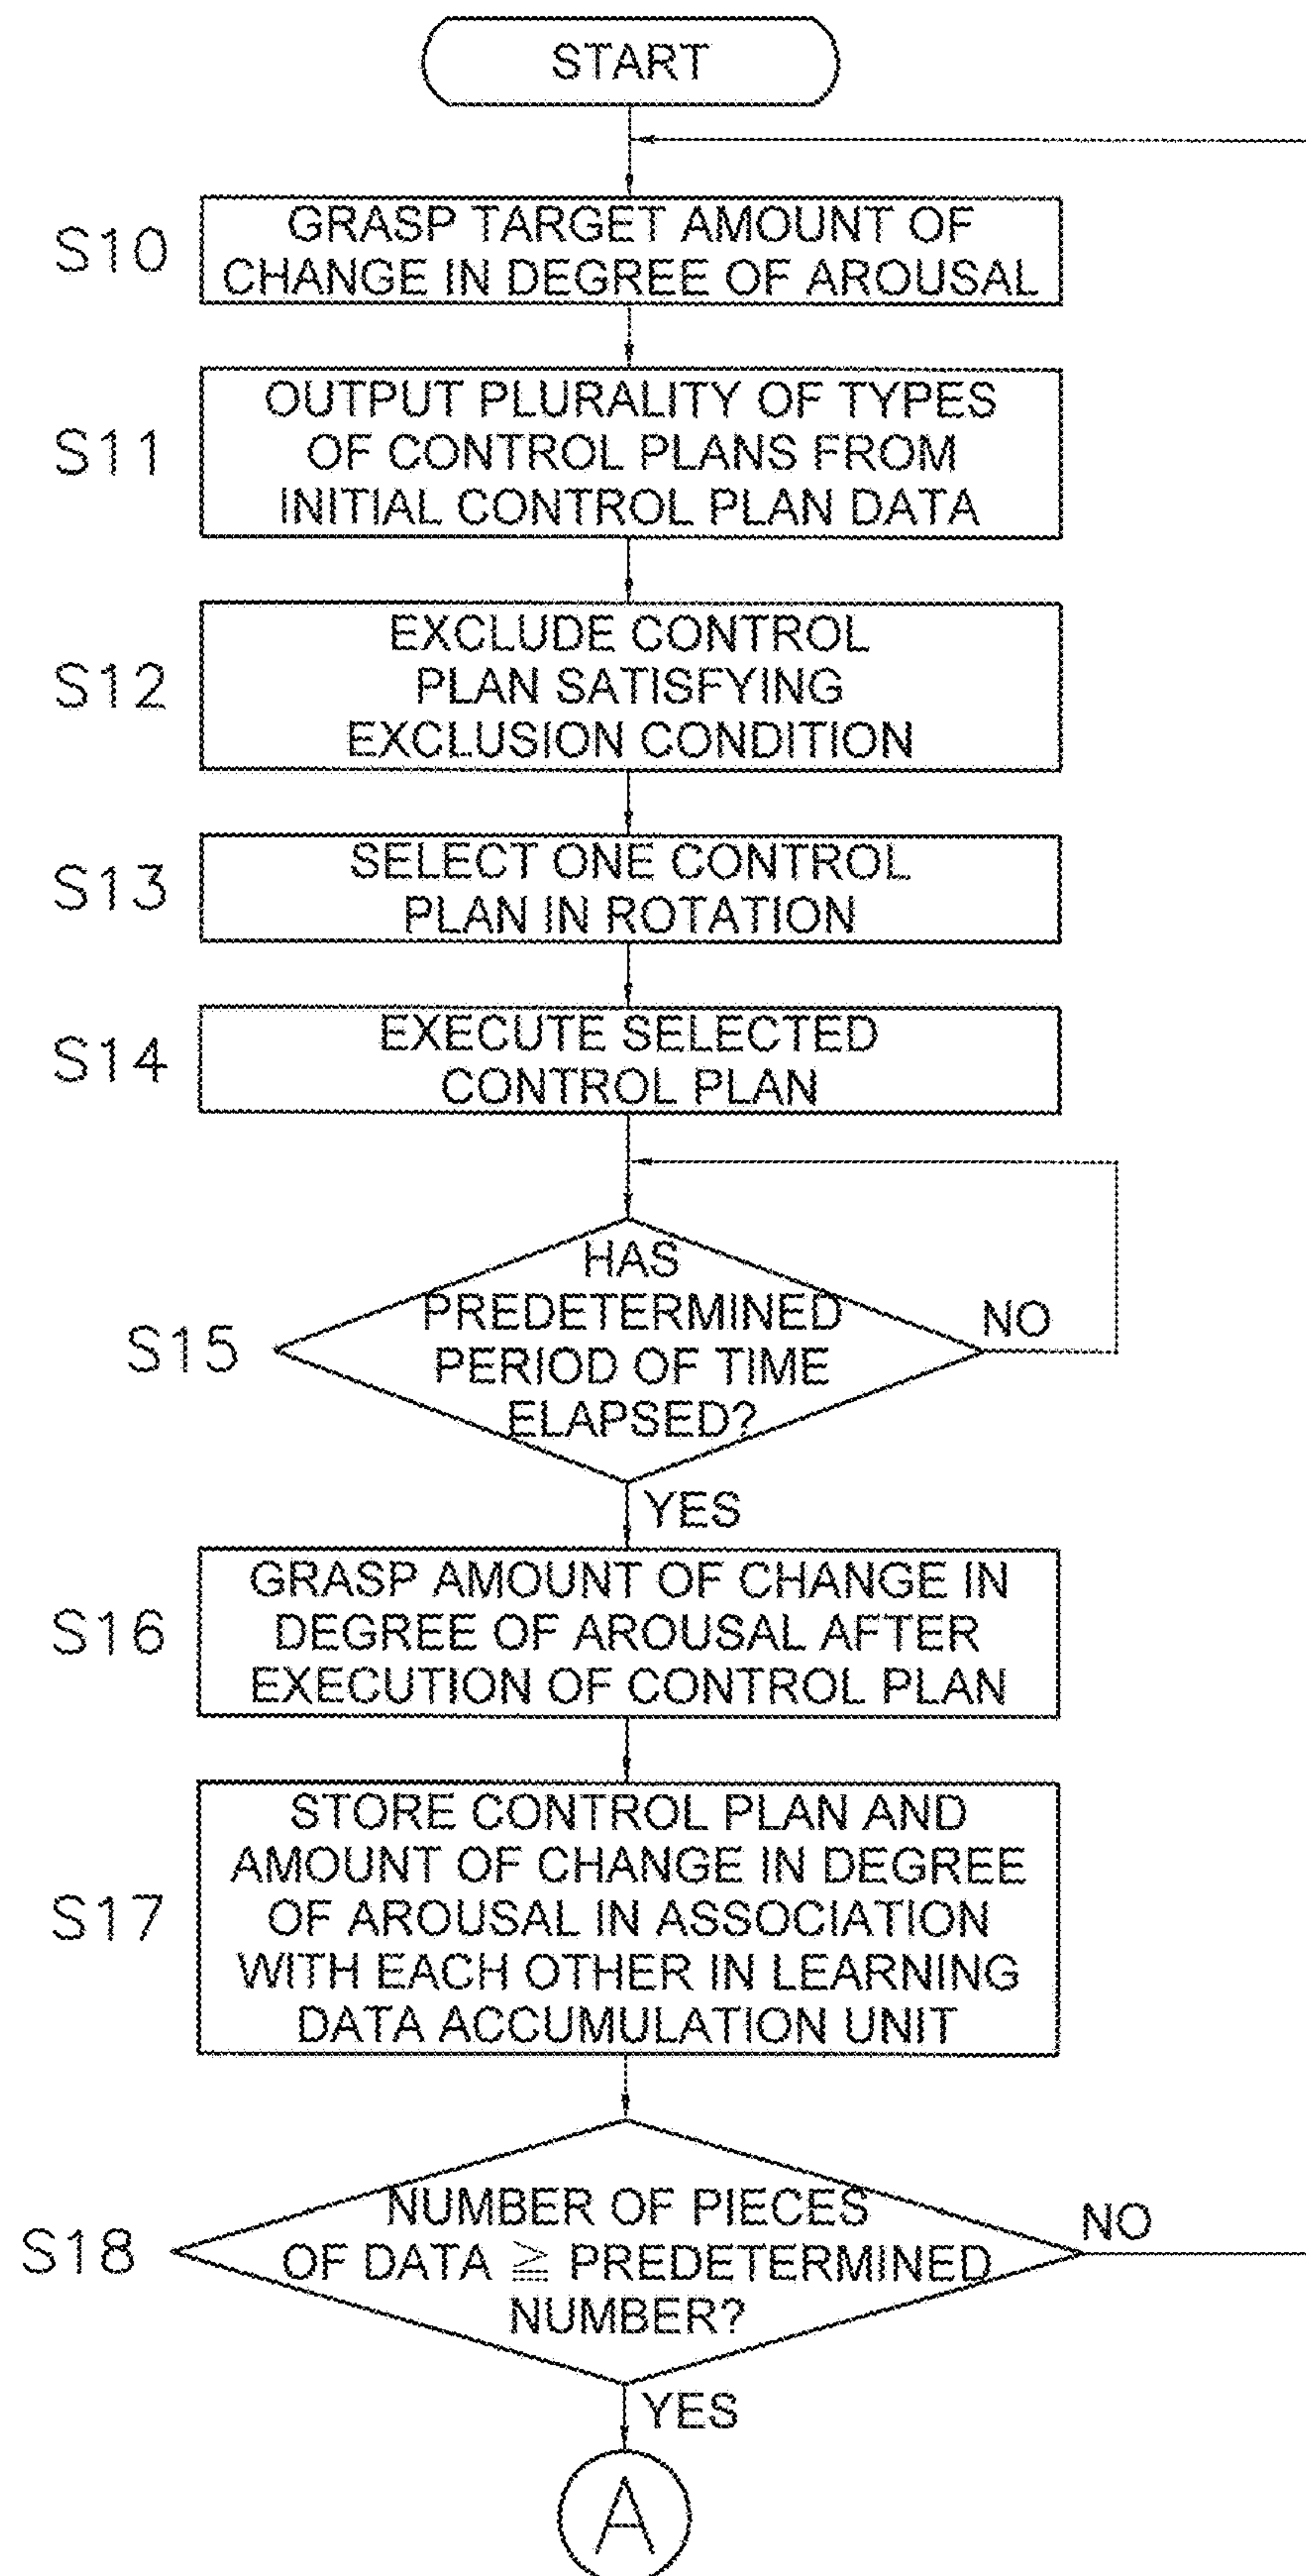 START
S10
GRASP TARGET AMOUNT OF
CHANGE IN DEGREE OF AROUSAL
S11
OUTPUT PLURALITY OF TYPES
OF CONTROL PLANS FROM
INITIAL CONTROL PLAN DATA
S12
EXCLUDE CONTROL
PLAN SATISFYING
EXCLUSION CONDITION
S13
SELECT ONE CONTROL
PLAN IN ROTATION
S14
EXECUTE SELECTED
CONTROL PLAN
S15
HAS
PREDETERMINED
PERIOD OF TIME
ELAPSED?
NO
YES
S16
GRASP AMOUNT OF CHANGE IN
DEGREE OF AROUSAL AFTER
EXECUTION OF CONTROL PLAN
S17
STORE CONTROL PLAN AND
AMOUNT OF CHANGE IN DEGREE
OF AROUSAL IN ASSOCIATION
WITH EACH OTHER IN LEARNING
DATA ACCUMULATION UNIT
S18
NUMBER OF PIECES
OF DATA ≧ PREDETERMINED
NUMBER?
NO
YES
A